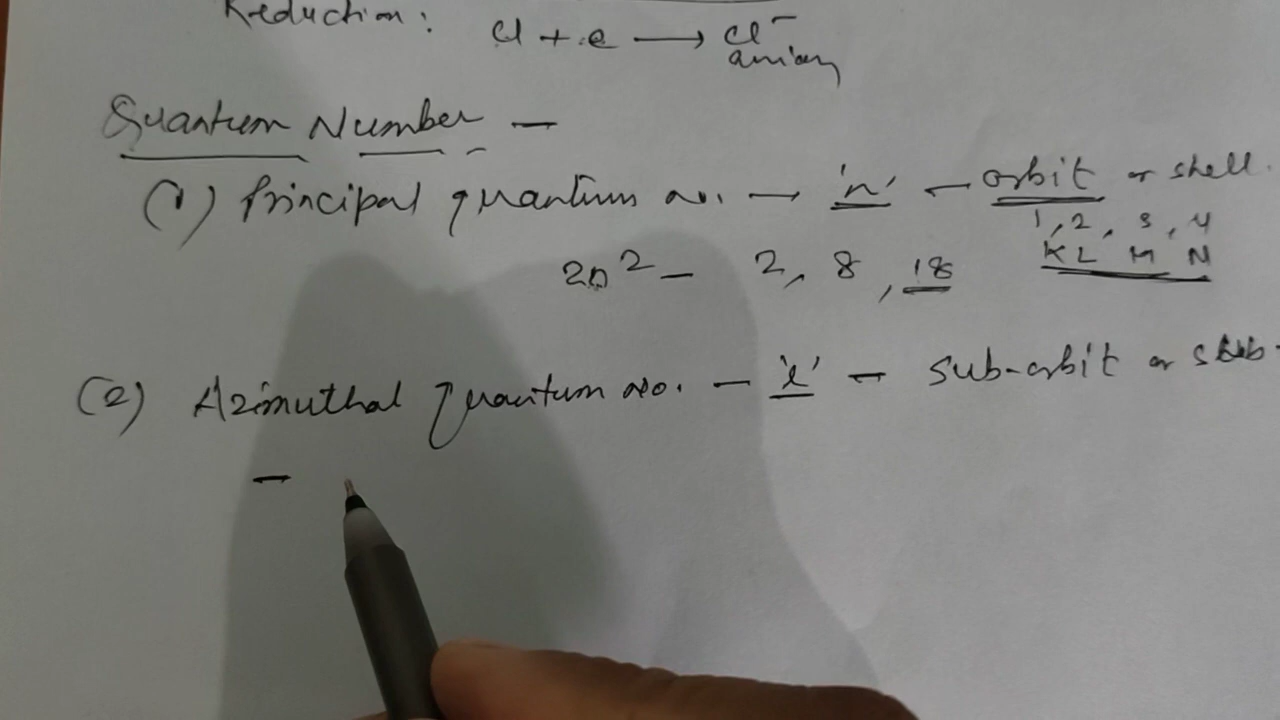 Reduction: Cl + e ⟶ Cl⁻
anion
Quantum Number —
(1) Principal quantum no. → 'n' ← orbit or shell.
1, 2, 3, 4
2n² – 2, 8, 18 K L M N
(2) Azimuthal quantum no. – 'l' – sub-orbit or
–